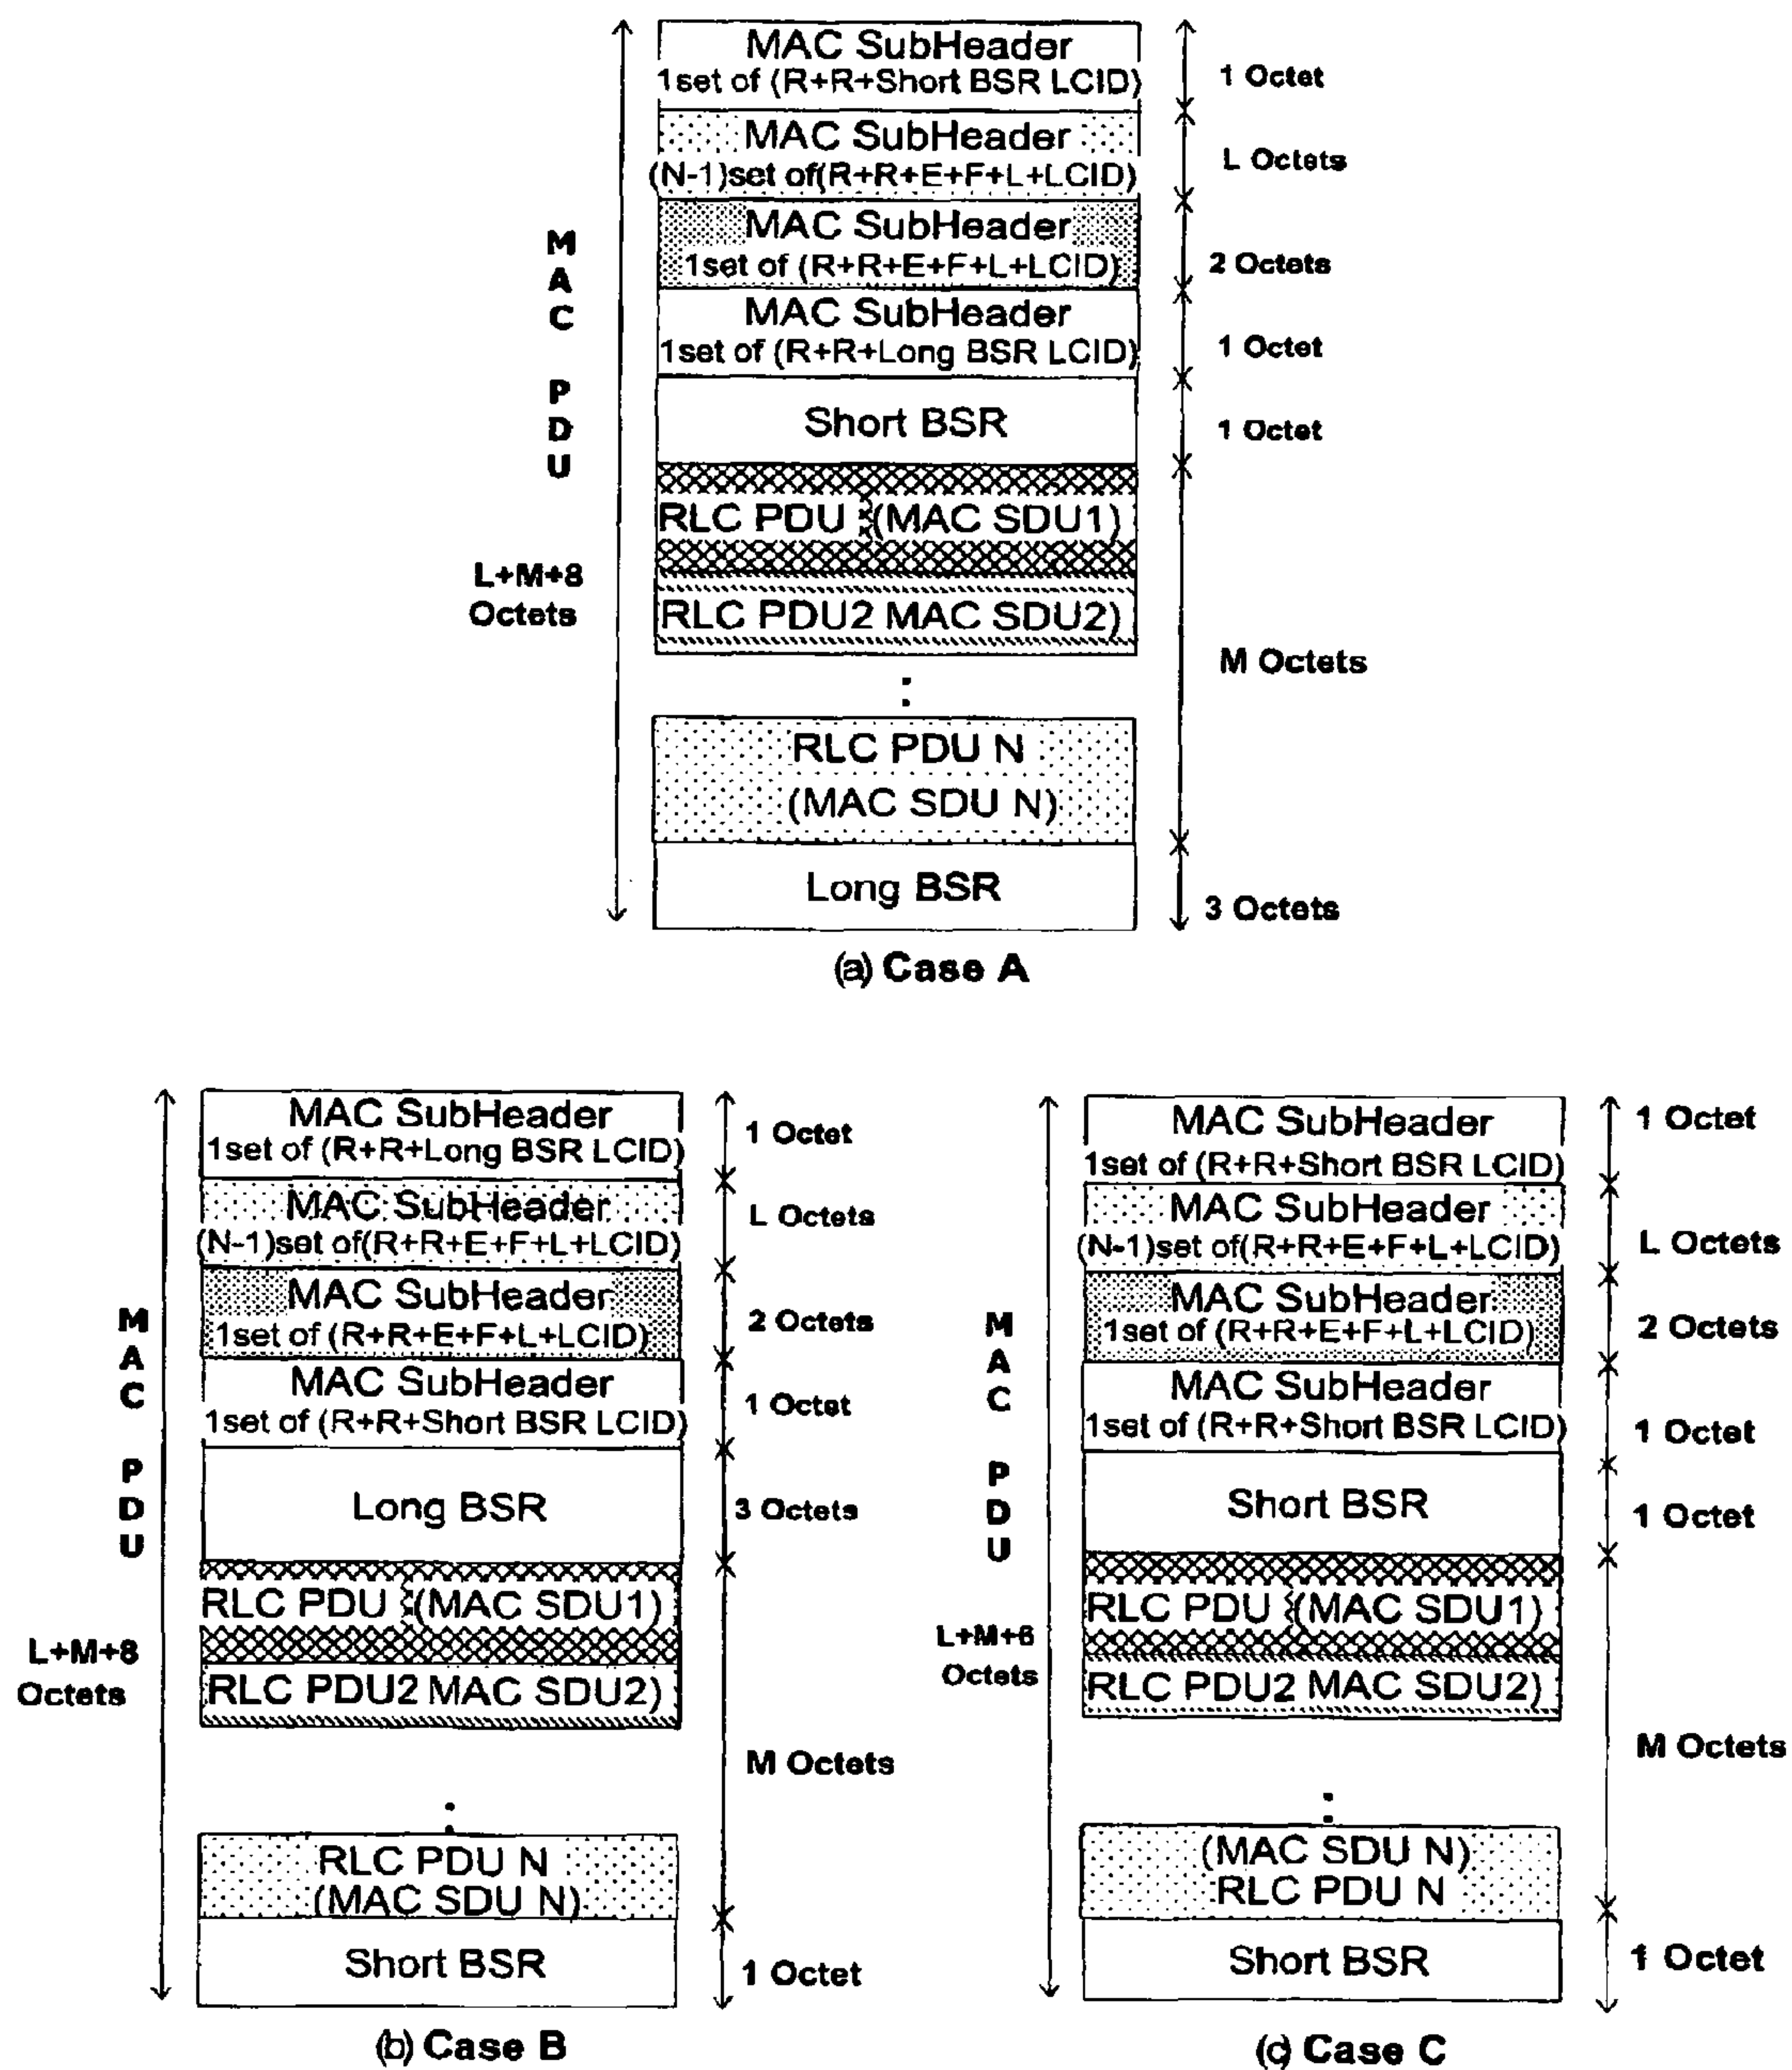 MAC SubHeader
1set of (R+R+Short BSR LCID)
1 Octet
MAC SubHeader
(N-1)set of(R+R+E+F+L+LCID)
L Octets
MAC SubHeader
1set of (R+R+E+F+L+LCID)
2 Octets
MAC SubHeader
1set of (R+R+Long BSR LCID)
1 Octet
MAC PDU
Short BSR
1 Octet
RLC PDU (MAC SDU1)
L+M+8
Octets
RLC PDU2 MAC SDU2)
M Octets
:
RLC PDU N
(MAC SDU N)
Long BSR
3 Octets
(a) Case A
MAC SubHeader
1set of (R+R+Long BSR LCID)
1 Octet
MAC SubHeader
(N-1)set of(R+R+E+F+L+LCID)
L Octets
MAC SubHeader
1set of (R+R+E+F+L+LCID)
2 Octets
MAC SubHeader
1set of (R+R+Short BSR LCID)
1 Octet
MAC PDU
Long BSR
3 Octets
RLC PDU (MAC SDU1)
L+M+8
Octets
RLC PDU2 MAC SDU2)
M Octets
:
RLC PDU N
(MAC SDU N)
Short BSR
1 Octet
(b) Case B
MAC SubHeader
1set of (R+R+Short BSR LCID)
1 Octet
MAC SubHeader
(N-1)set of(R+R+E+F+L+LCID)
L Octets
MAC SubHeader
1set of (R+R+E+F+L+LCID)
2 Octets
MAC SubHeader
1set of (R+R+Short BSR LCID)
1 Octet
MAC PDU
Short BSR
1 Octet
RLC PDU (MAC SDU1)
L+M+6
Octets
RLC PDU2 MAC SDU2)
M Octets
:
(MAC SDU N)
RLC PDU N
Short BSR
1 Octet
(c) Case C